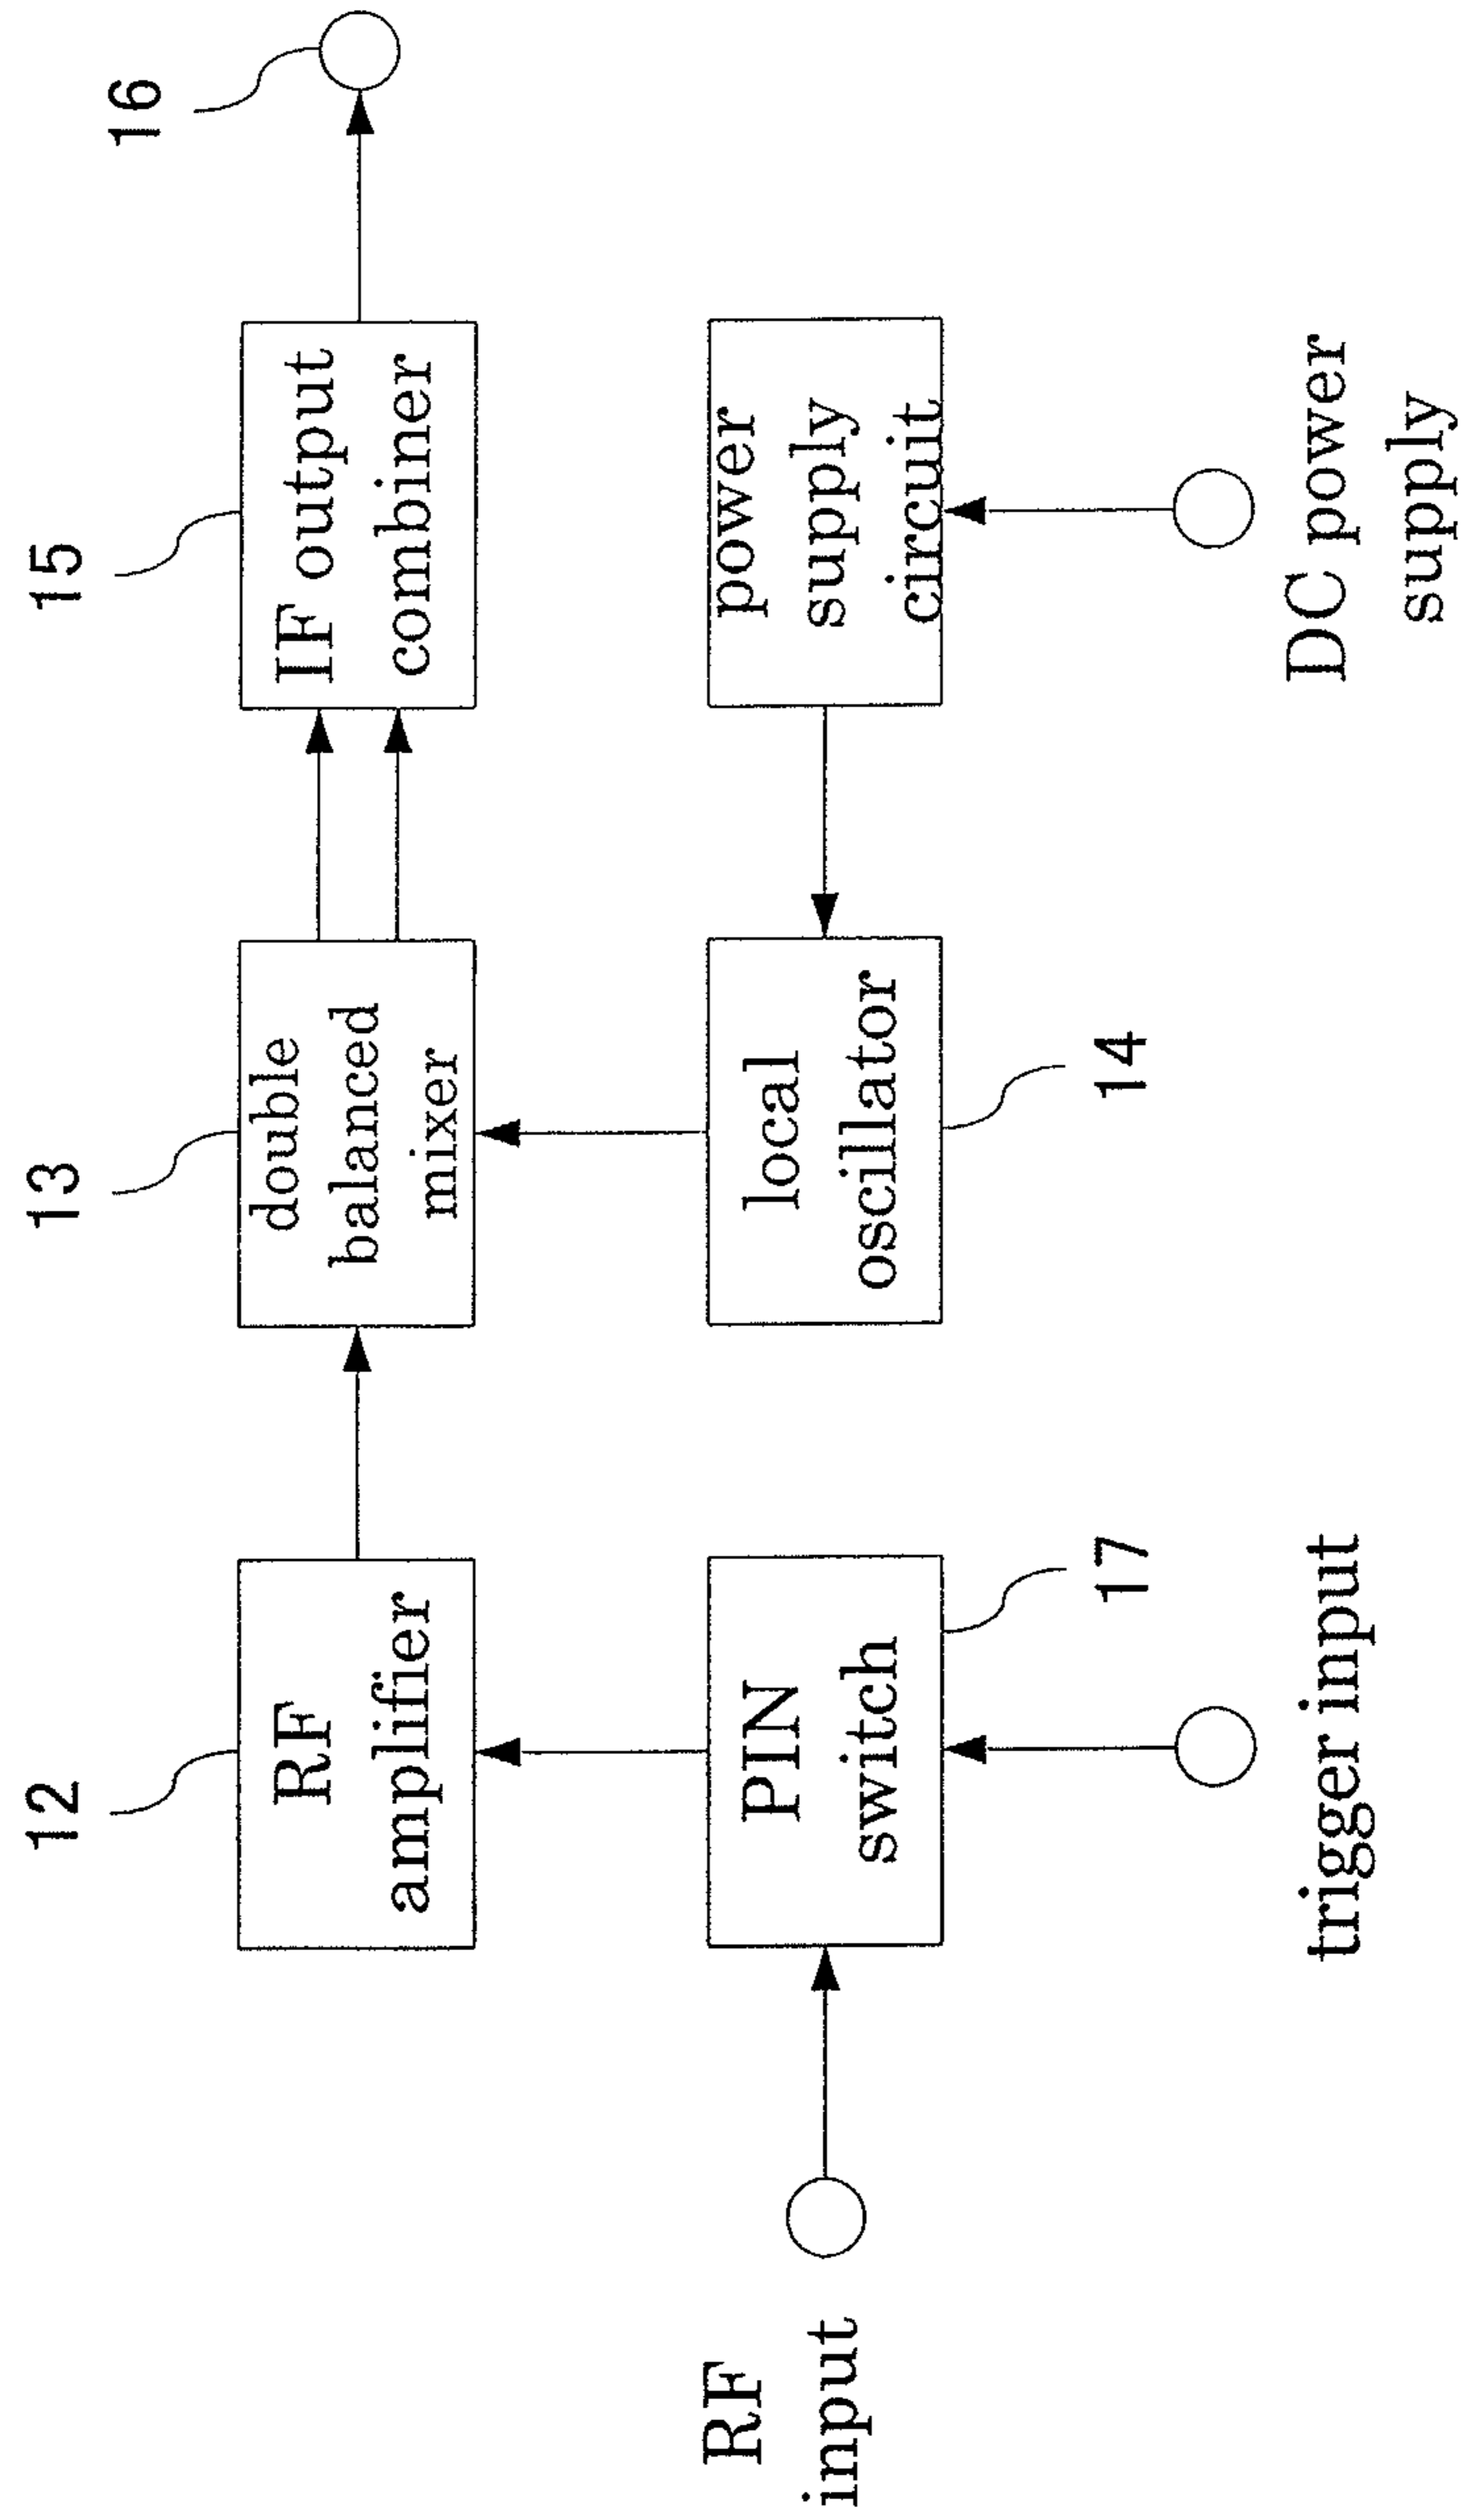 12
13
15
16
RF
amplifier
double
balanced
mixer
IF output
combiner
RF
input
PIN
switch
local
oscillator
power
supply
circuit
17
14
trigger input
DC power
supply